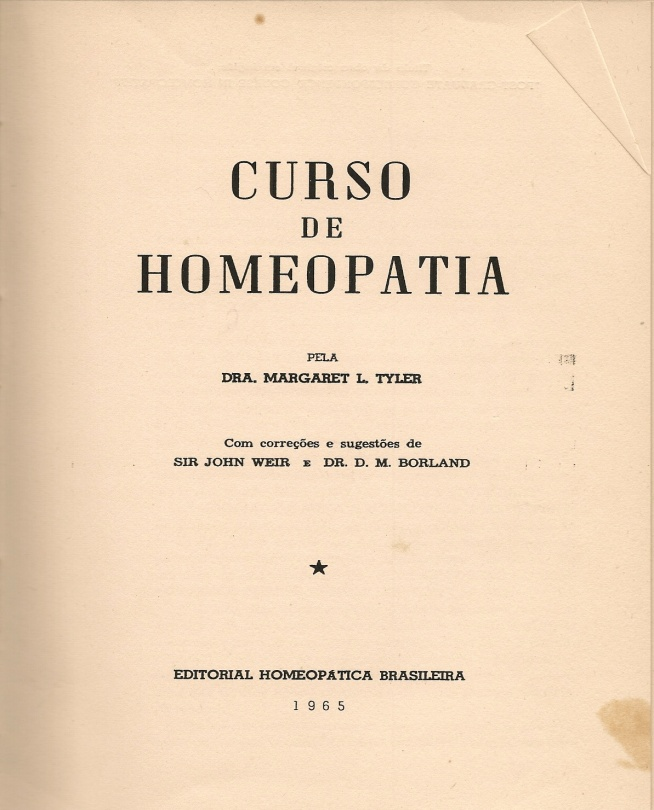 CURSO
DE
HOMEOPATIA
PELA
DRA. MARGARET L. TYLER
Com correções e sugestões de
SIR JOHN WEIR E DR. D. M. BORLAND
★
EDITORIAL HOMEOPÁTICA BRASILEIRA
1965